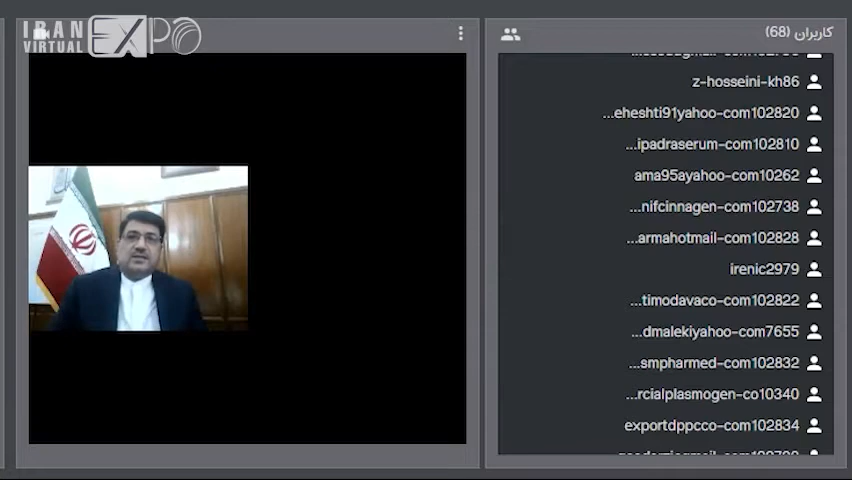 IRAN
VIRTUAL
EXPO
کاربران (68)
z-hosseini-kh86
...eheshti91yahoo-com102820
...ipadraserum-com102810
ama95ayahoo-com10262
...nifcinnagen-com102738
...armahotmail-com102828
irenic2979
...timodavaco-com102822
...dmalekiyahoo-com7655
...smpharmed-com102832
...rcialplasmogen-co10340
exportdppcco-com102834